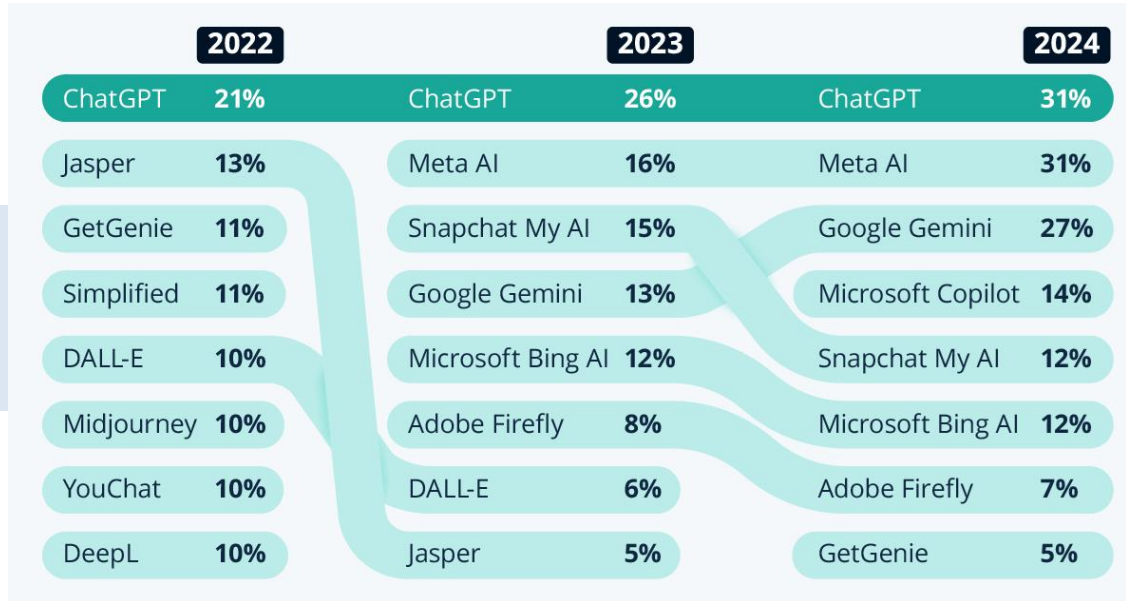 2022 2023 2024
ChatGPT 21% ChatGPT 26% ChatGPT 31%
Jasper 13% Meta AI 16% Meta AI 31%
GetGenie 11% Snapchat My AI 15% Google Gemini 27%
Simplified 11% Google Gemini 13% Microsoft Copilot 14%
DALL-E 10% Microsoft Bing AI 12% Snapchat My AI 12%
Midjourney 10% Adobe Firefly 8% Microsoft Bing AI 12%
YouChat 10% DALL-E 6% Adobe Firefly 7%
DeepL 10% Jasper 5% GetGenie 5%